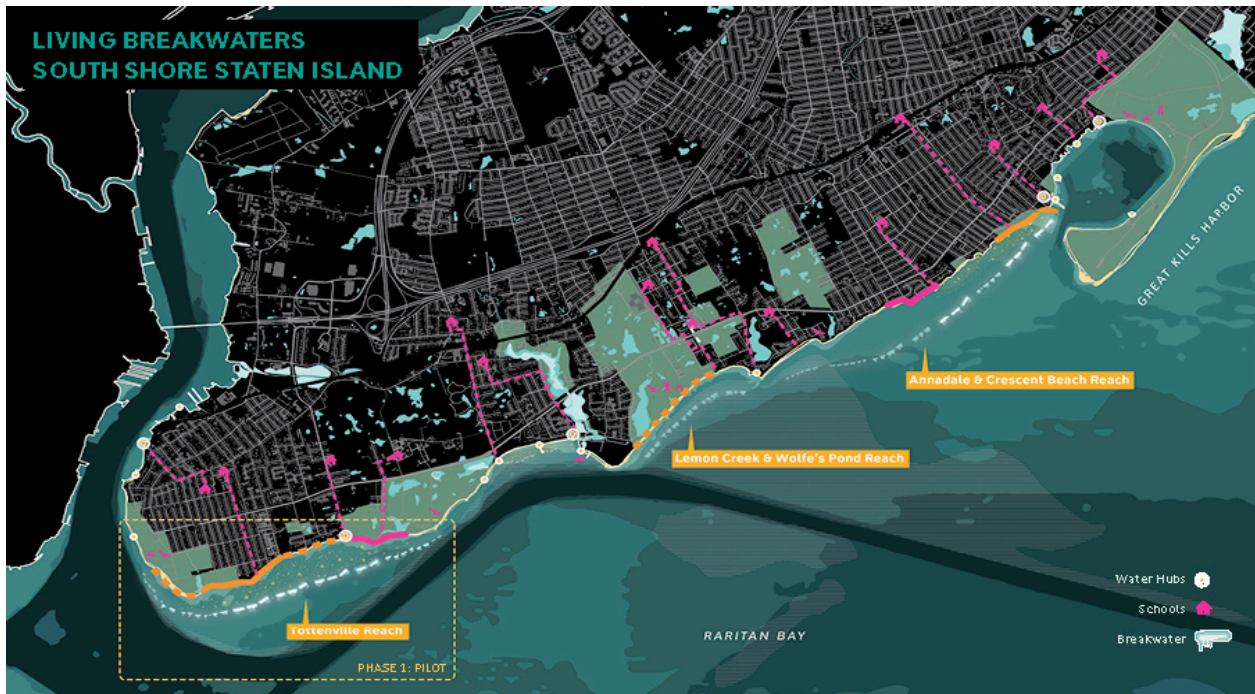 LIVING BREAKWATERS
SOUTH SHORE STATEN ISLAND
GREAT KILLS HARBOR
Annadale & Crescent Beach Reach
Lemon Creek & Wolfe's Pond Reach
Tottenville Reach
PHASE 1: PILOT
RARITAN BAY
Water Hubs
Schools
Breakwater